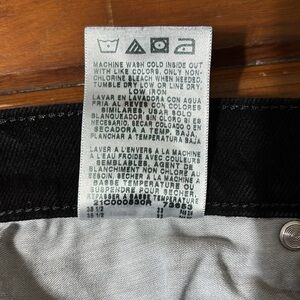 MACHINE WASH COLD INSIDE OUT
WITH LIKE COLORS, ONLY NON-
CHLORINE BLEACH WHEN NEEDED,
TUMBLE DRY LOW OR LINE DRY
LOW IRON
LAVAR EN LAVADORA CON AGUA
FRIA AL REVES CON COLORES
SIMILARES, USAR SOLO
BLANQUEADOR SIN CLORO SI ES
NECESARIO, SECAR COLGADO O EN
SECADORA A TEMP. BAJA,
PLANCHAR A TEMPERATURA BAJA.
LAVER A L'ENVERS A LA MACHINE
A L'EAU FROIDE AVEC COULEURS
SEMBLABLES, AGENT DE
BLANCHIMENT NON CHLORE AU
BESOIN, SECHER A LA MACHINE A
BASSE TEMPERATURE OU
SUSPENDRE POUR SECHER
REPASSER A BASSE TEMPERATURE
21C000830R 73653